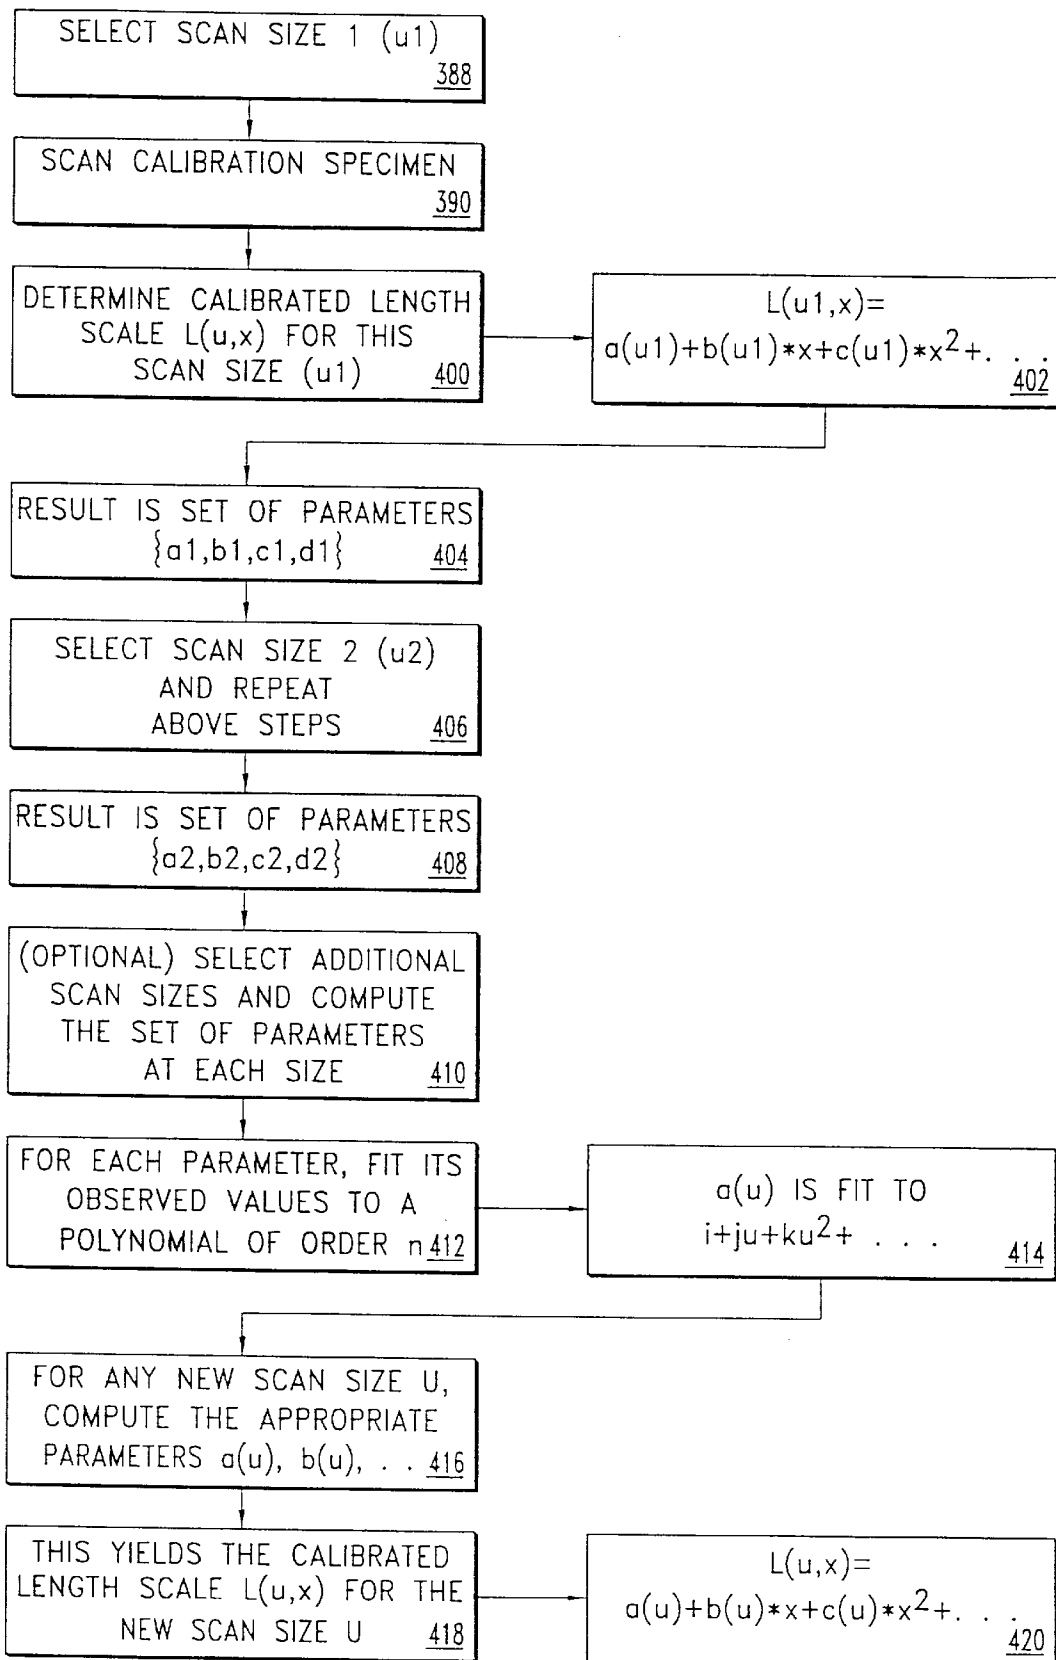 SELECT SCAN SIZE 1 (u1)
388
SCAN CALIBRATION SPECIMEN
390
DETERMINE CALIBRATED LENGTH
SCALE L(u,x) FOR THIS
SCAN SIZE (u1) 400
L(u1,x)=
a(u1)+b(u1)*x+c(u1)*x²+. . .
402
RESULT IS SET OF PARAMETERS
{a1,b1,c1,d1} 404
SELECT SCAN SIZE 2 (u2)
AND REPEAT
ABOVE STEPS 406
RESULT IS SET OF PARAMETERS
{a2,b2,c2,d2} 408
(OPTIONAL) SELECT ADDITIONAL
SCAN SIZES AND COMPUTE
THE SET OF PARAMETERS
AT EACH SIZE 410
FOR EACH PARAMETER, FIT ITS
OBSERVED VALUES TO A
POLYNOMIAL OF ORDER n 412
a(u) IS FIT TO
i+ju+ku²+ . . . 414
FOR ANY NEW SCAN SIZE U,
COMPUTE THE APPROPRIATE
PARAMETERS a(u), b(u), . . 416
THIS YIELDS THE CALIBRATED
LENGTH SCALE L(u,x) FOR THE
NEW SCAN SIZE U 418
L(u,x)=
a(u)+b(u)*x+c(u)*x²+. . .
420